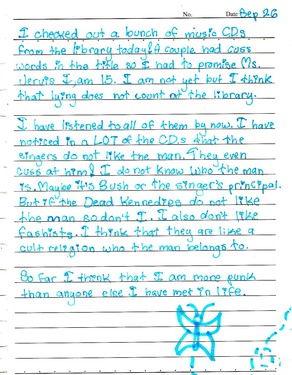 No.        Date Sep 26
I checked out a bunch of music CDs
from the library today! A couple had cuss
words in the title so I had to promise Ms.
Jervis I am 15. I am not yet but I think
that lying does not count at the library.
I have listened to all of them by now. I have
noticed in a LOT of the CDs that the
singers do not like the man. They even
cuss at him! I do not know who the man
is. Maybe it's Bush or the singer's principal.
But if the Dead Kennedies do not like
the man so don't I. I also don't like
fashists. I think that they are like a
cult religion who the man belongs to.
So far I think that I am more punk
than anyone else I have met in life.